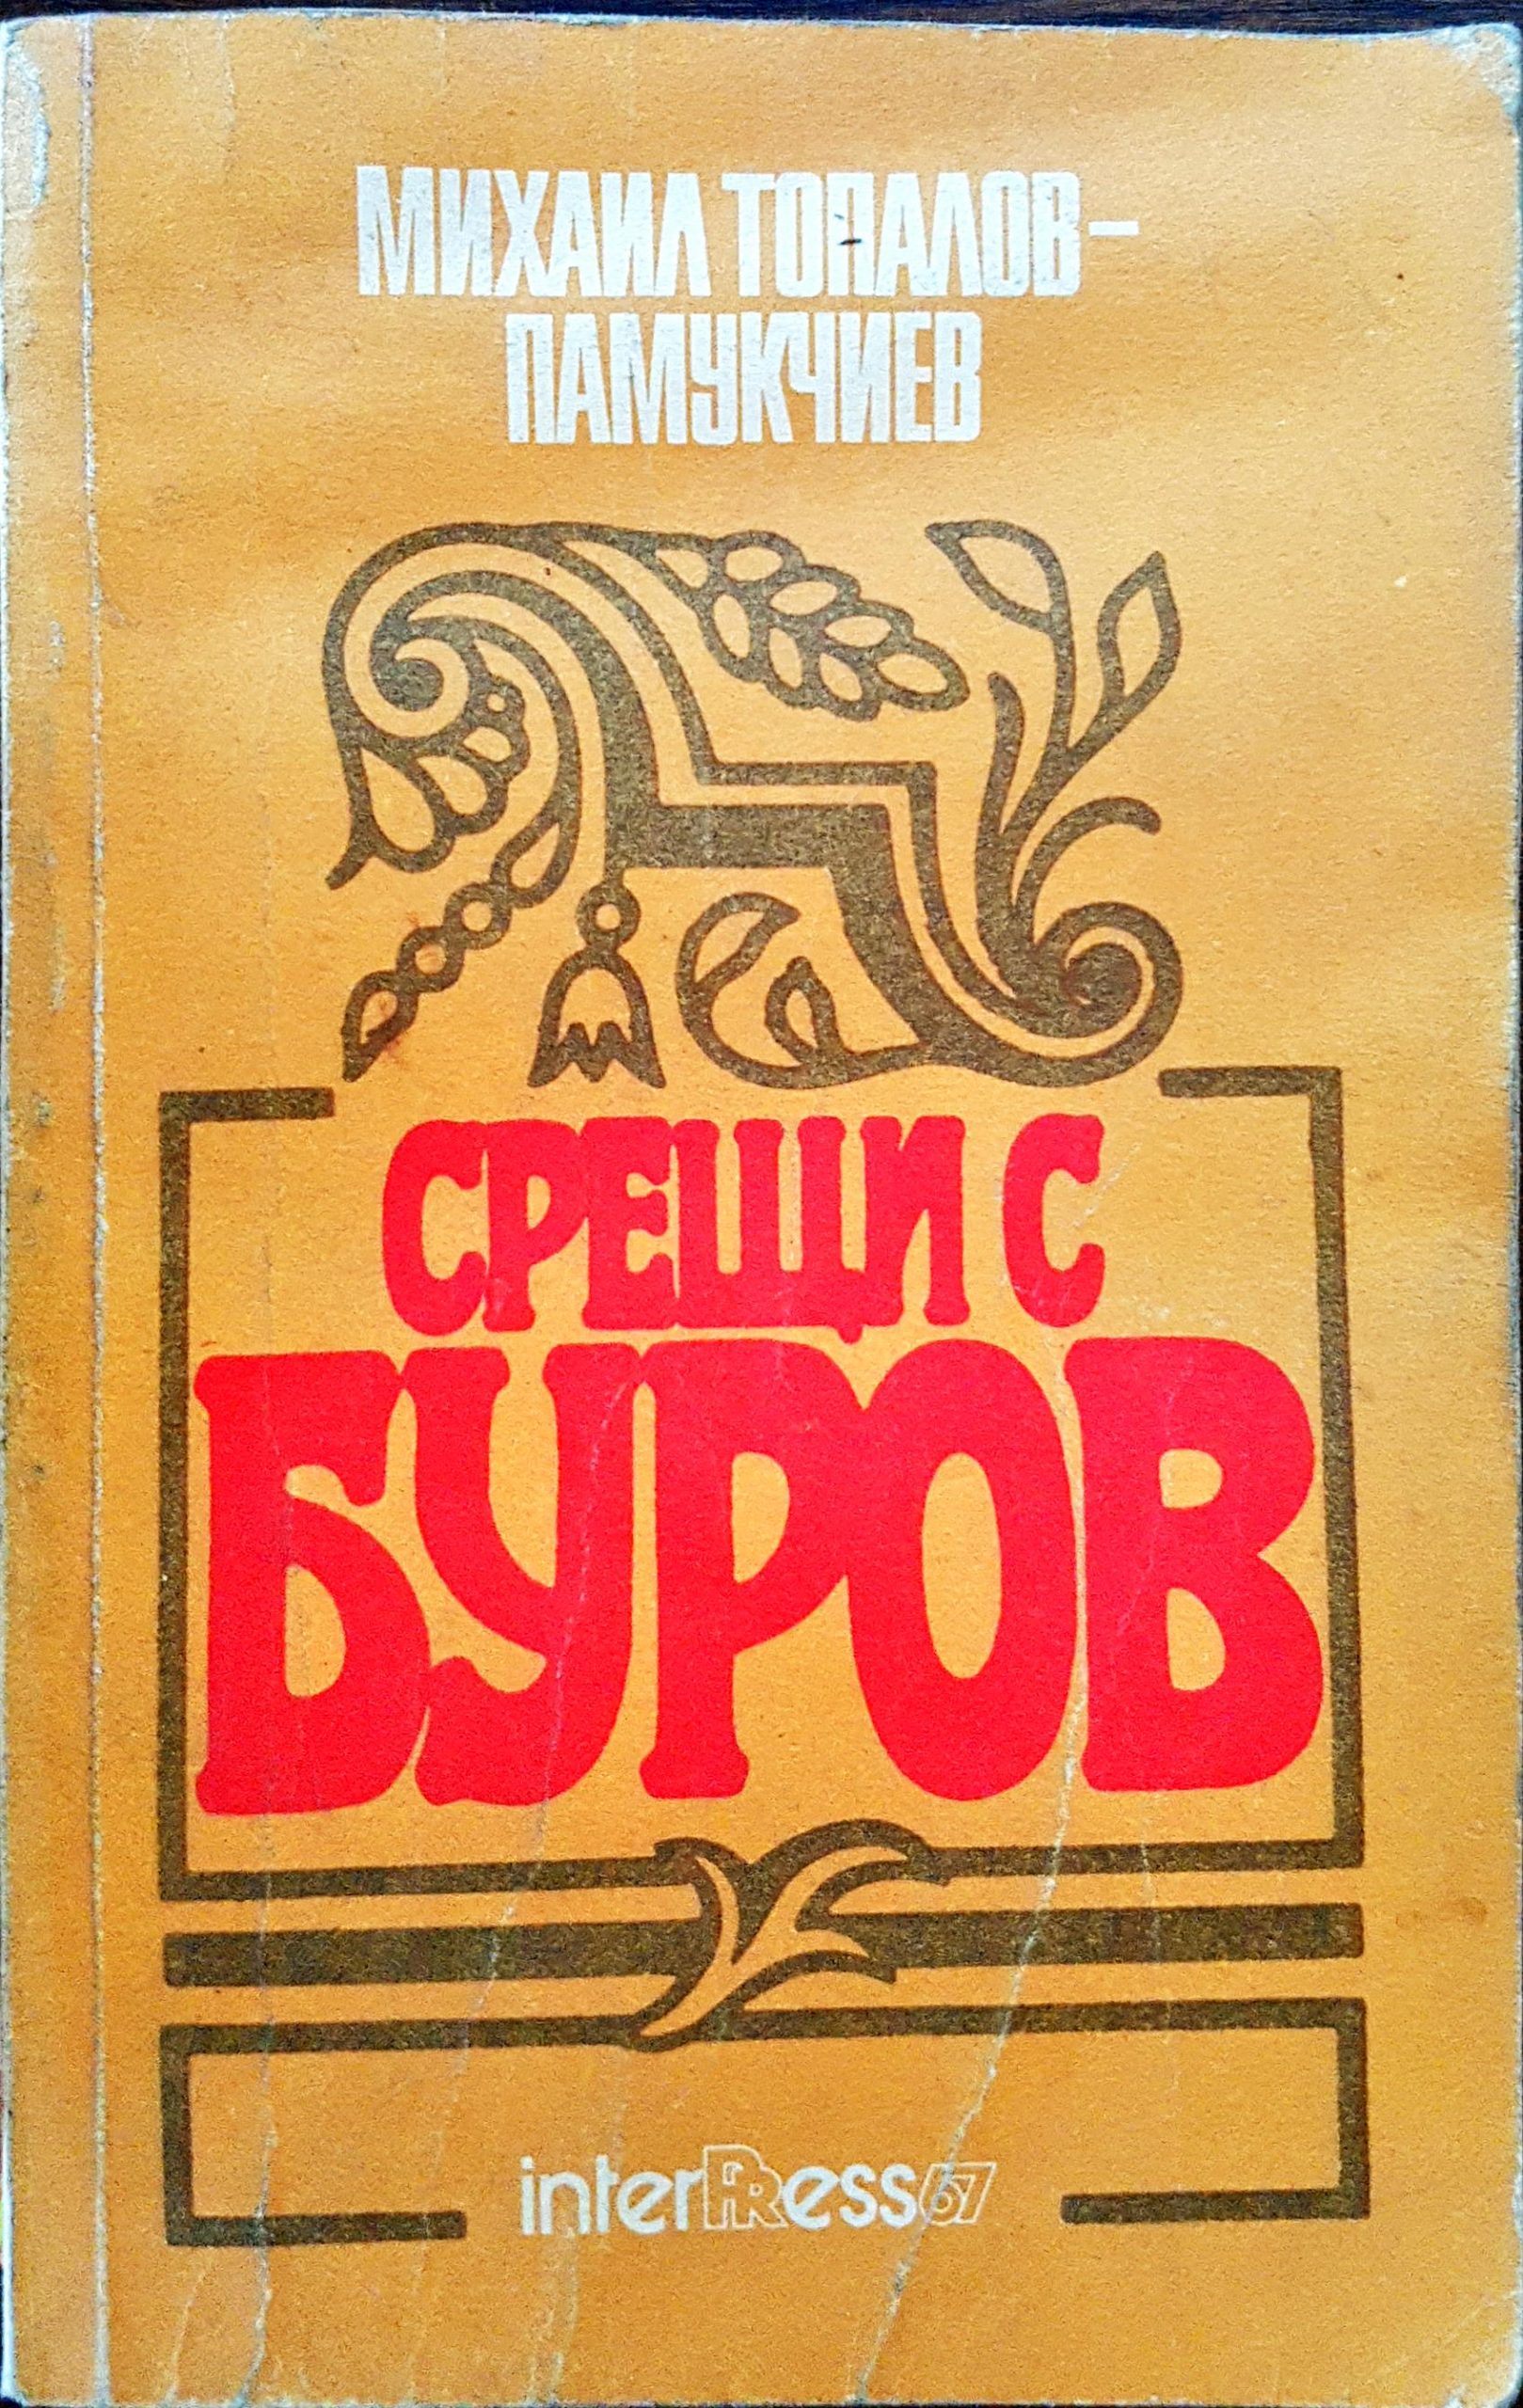 МИХАИЛ ТОПАЛОВ-
ПАМУКЧИЕВ
СРЕЩИ С
БУРОВ
interPRess67